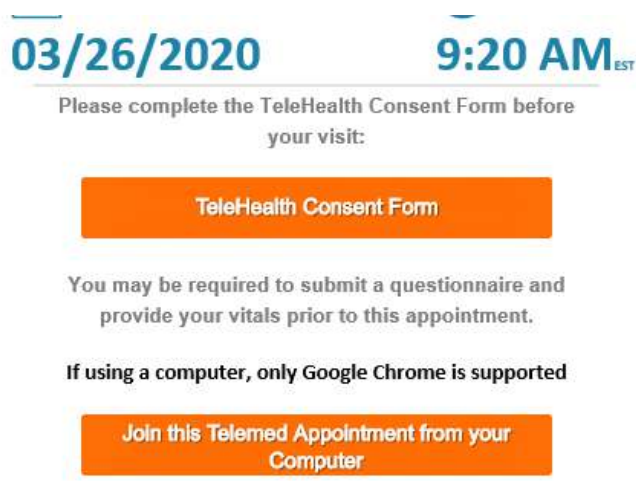 03/26/2020 9:20 AM EST
Please complete the TeleHealth Consent Form before
your visit:
TeleHealth Consent Form
You may be required to submit a questionnaire and
provide your vitals prior to this appointment.
If using a computer, only Google Chrome is supported
Join this Telemed Appointment from your
Computer